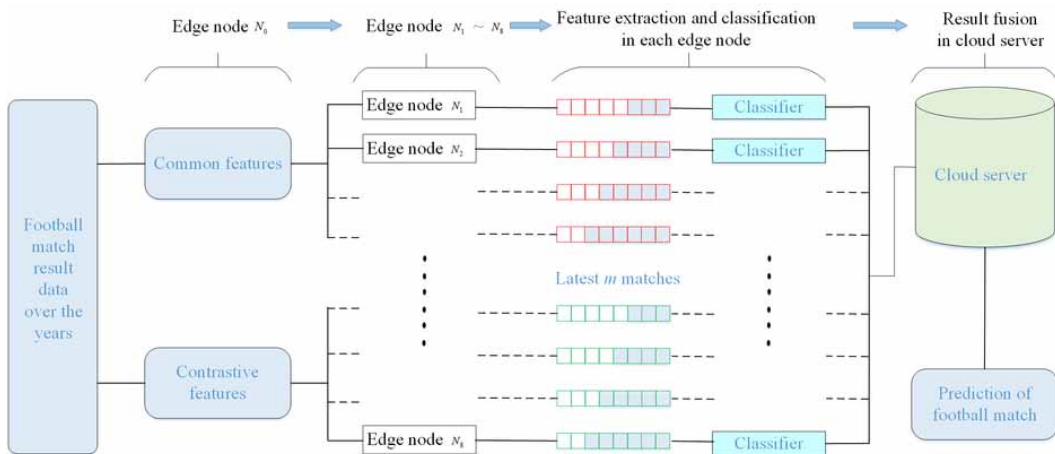 Edge node N₀
Edge node N₁ ~ N₈
Feature extraction and classification
in each edge node
Result fusion
in cloud server
Football
match
result
data
over the
years
Common features
Contrastive
features
Edge node N₁
Edge node N₂
Edge node N₈
Latest m matches
Classifier
Classifier
Classifier
Cloud server
Prediction of
football match